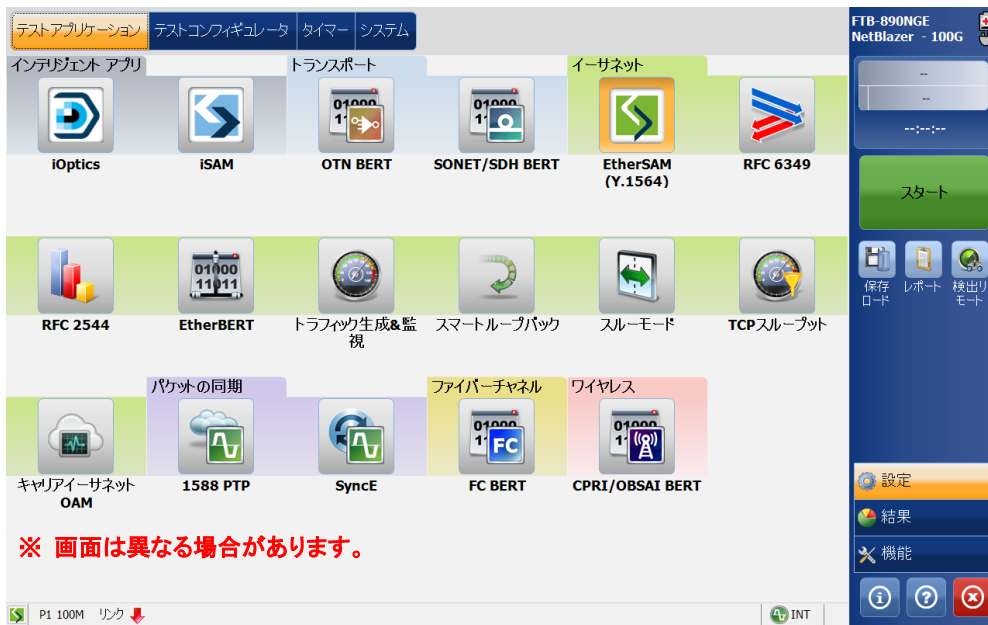 テストアプリケーション テストコンフィギュレータ タイマー システム
FTB-890NGE
NetBlazer - 100G
インテリジェント アプリ トランスポート イーサネット
--
--
--:--:--
01000
01000
iOptics iSAM OTN BERT SONET/SDH BERT EtherSAM RFC 6349
(Y.1564)
スタート
01000
11011
保存 レポート 検出リ
ロード モート
RFC 2544 EtherBERT トラフィック生成&監 スマートループバック スルーモード TCPスループット
視
パケットの同期 ファイバーチャネル ワイヤレス
01000
FC
01000
キャリアイーサネット 1588 PTP SyncE FC BERT CPRI/OBSAI BERT
OAM
設定
結果
機能
※ 画面は異なる場合があります。
P1 100M リンク INT